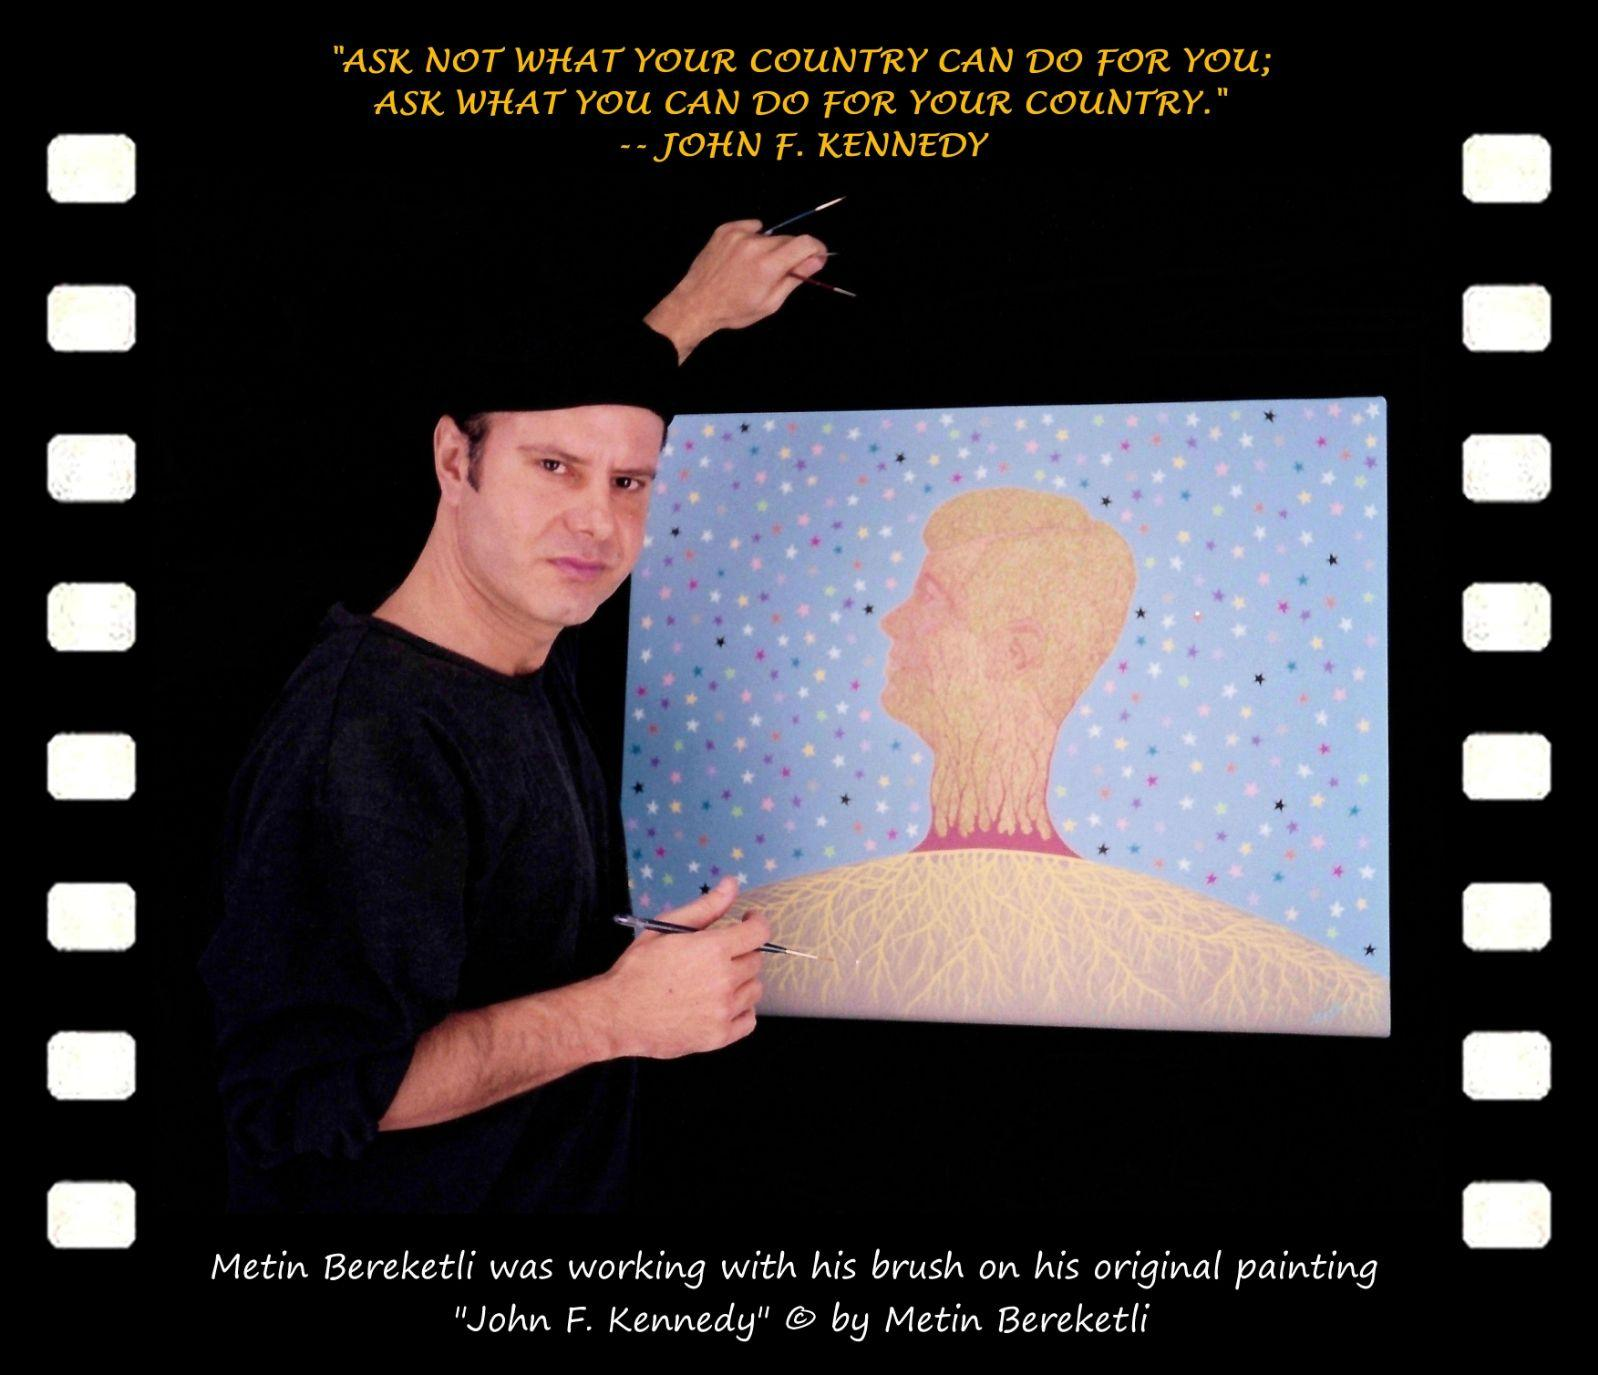 "ASK NOT WHAT YOUR COUNTRY CAN DO FOR YOU;
ASK WHAT YOU CAN DO FOR YOUR COUNTRY."
-- JOHN F. KENNEDY
Metin Bereketli was working with his brush on his original painting
"John F. Kennedy" © by Metin Bereketli